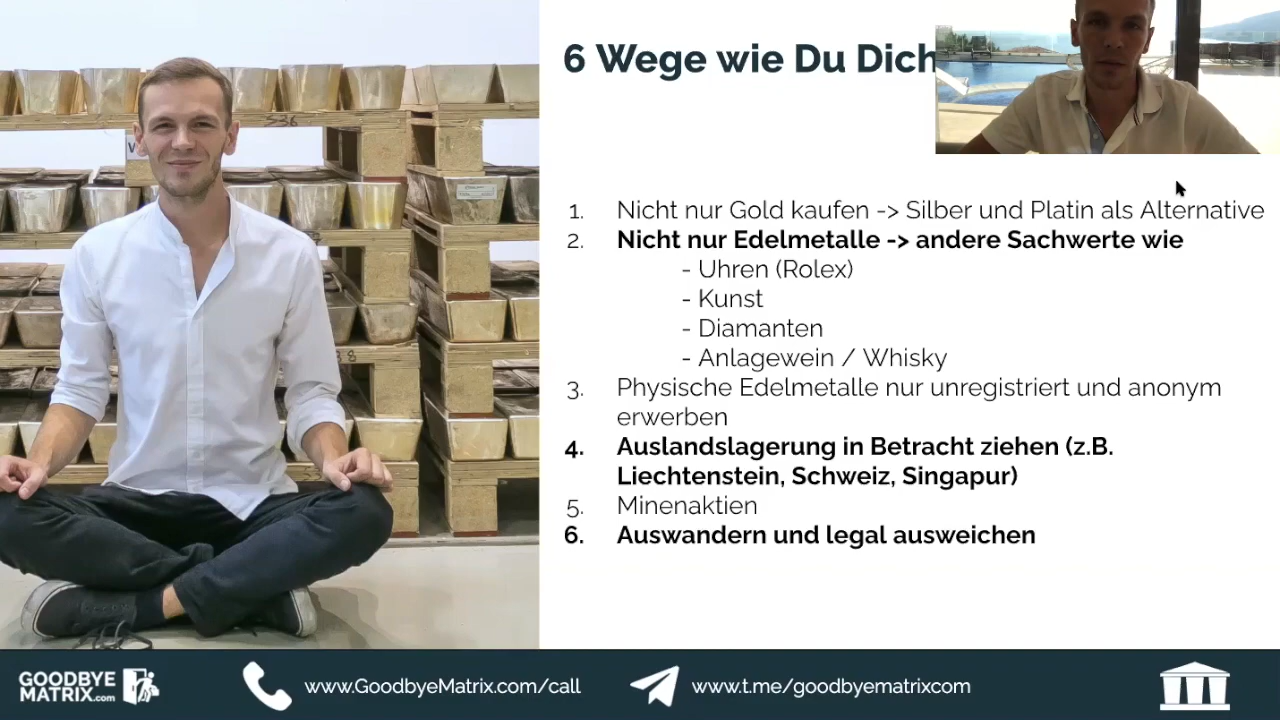 6 Wege wie Du Dich
1. Nicht nur Gold kaufen -> Silber und Platin als Alternative
2. Nicht nur Edelmetalle -> andere Sachwerte wie
- Uhren (Rolex)
- Kunst
- Diamanten
- Anlagewein / Whisky
3. Physische Edelmetalle nur unregistriert und anonym
erwerben
4. Auslandslagerung in Betracht ziehen (z.B.
Liechtenstein, Schweiz, Singapur)
5. Minenaktien
6. Auswandern und legal ausweichen
GOODBYE
MATRIX.com
www.GoodbyeMatrix.com/call
www.t.me/goodbyematrixcom